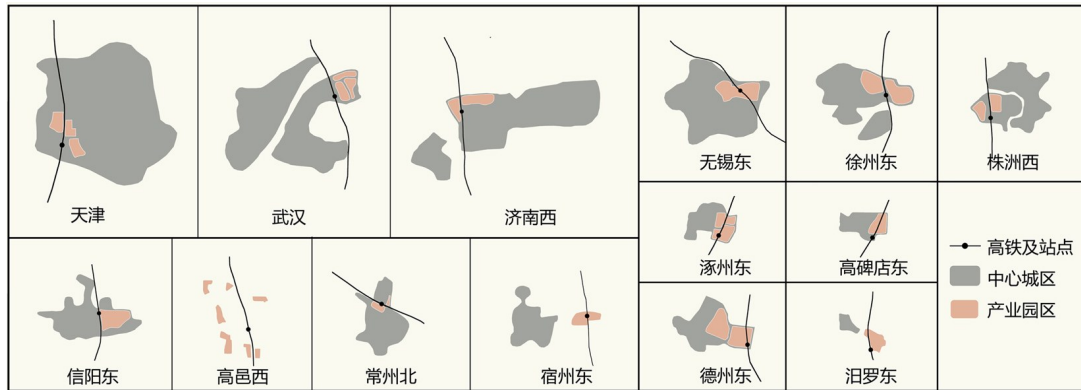 天津
武汉
济南西
无锡东
徐州东
株洲西
涿州东
高碑店东
高铁及站点
中心城区
产业园区
信阳东
高邑西
常州北
宿州东
德州东
汨罗东